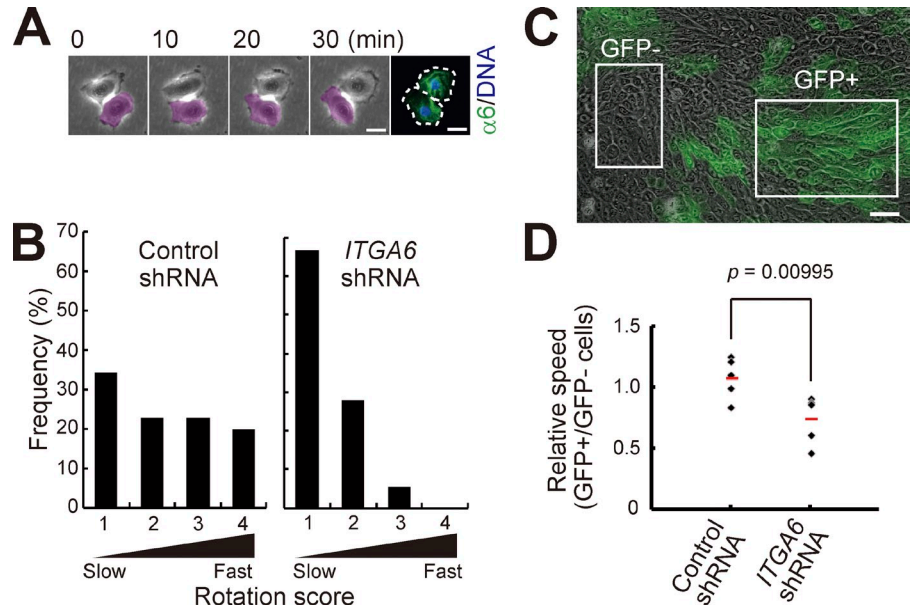 A
0 10 20 30 (min)
α6/DNA
B
Control
shRNA
ITGA6
shRNA
Frequency (%)
70
60
50
40
30
20
10
0
1 2 3 4
1 2 3 4
Slow Fast
Slow Fast
Rotation score
C
GFP-
GFP+
D
p = 0.00995
Relative speed
(GFP+/GFP- cells)
1.5
1.0
0.5
0
Control
shRNA
ITGA6
shRNA